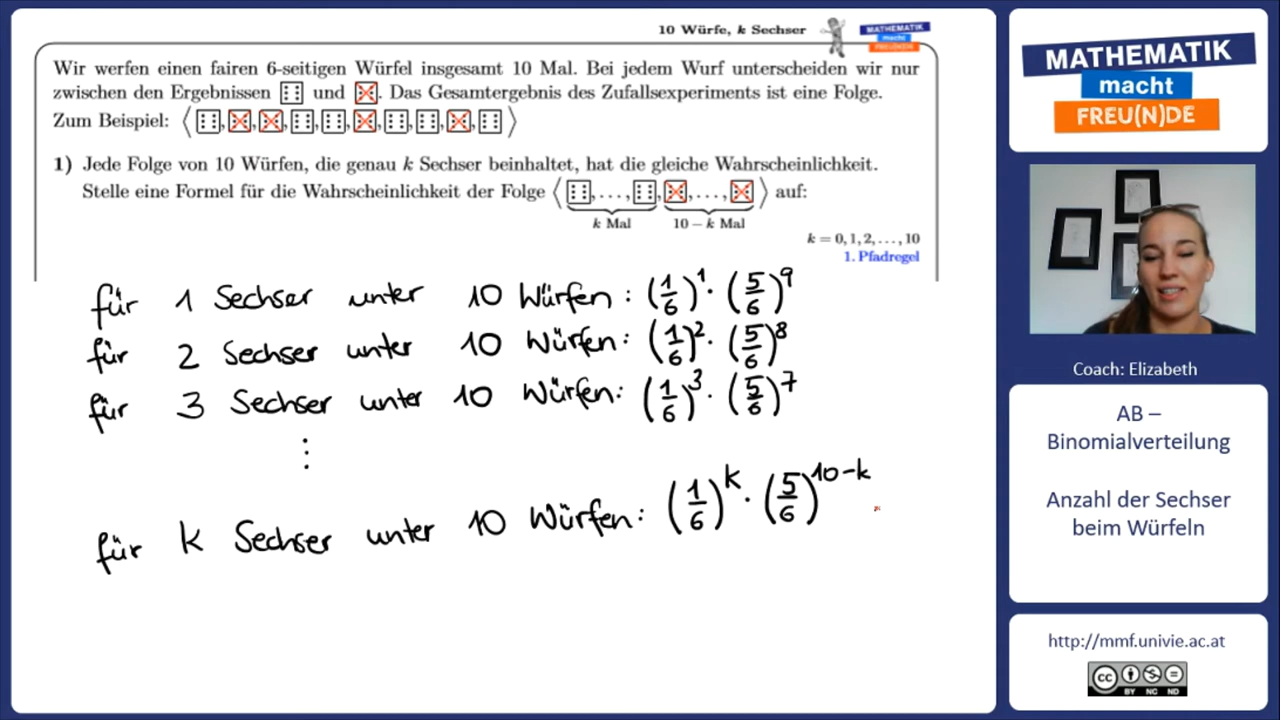 10 Würfe, k Sechser
MATHEMATIK
macht
FREU(N)DE
Wir werfen einen fairen 6-seitigen Würfel insgesamt 10 Mal. Bei jedem Wurf unterscheiden wir nur
zwischen den Ergebnissen und . Das Gesamtergebnis des Zufallsexperiments ist eine Folge.
Zum Beispiel: ⟨ , , , , , , , , , ⟩
1) Jede Folge von 10 Würfen, die genau k Sechser beinhaltet, hat die gleiche Wahrscheinlichkeit.
Stelle eine Formel für die Wahrscheinlichkeit der Folge ⟨ ,..., , ,..., ⟩ auf:
k Mal 10 − k Mal
k = 0, 1, 2, ..., 10
1. Pfadregel
für 1 Sechser unter 10 Würfen: (1/6)^1 · (5/6)^9
für 2 Sechser unter 10 Würfen: (1/6)^2 · (5/6)^8
für 3 Sechser unter 10 Würfen: (1/6)^3 · (5/6)^7
⋮
für k Sechser unter 10 Würfen: (1/6)^k · (5/6)^10-k
MATHEMATIK
macht
FREU(N)DE
Coach: Elizabeth
AB –
Binomialverteilung
Anzahl der Sechser
beim Würfeln
http://mmf.univie.ac.at
cc
BY NC ND